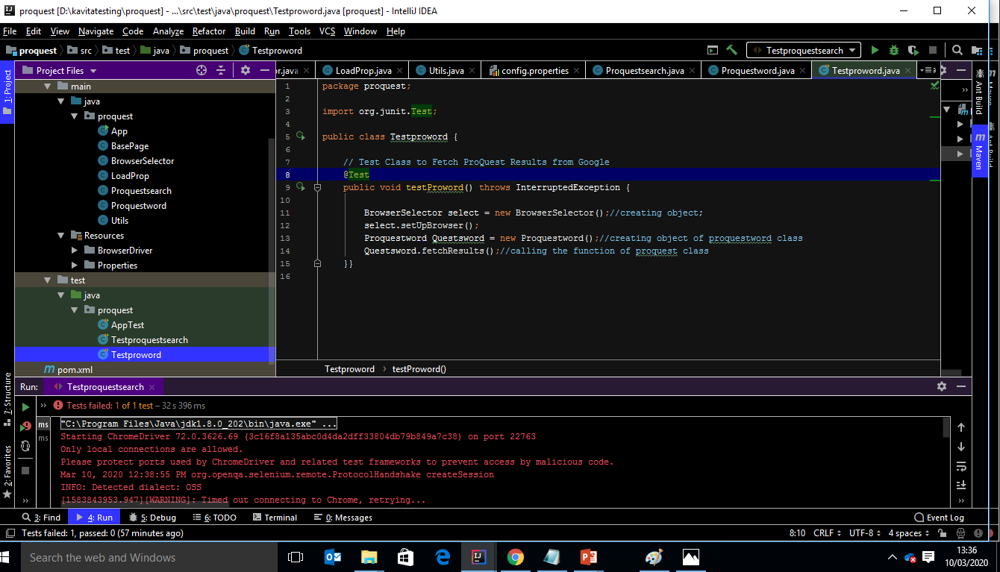 proquest [D:\kavitatesting\proquest] - ...\src\test\java\proquest\Testproword.java [proquest] - IntelliJ IDEA
File Edit View Navigate Code Analyze Refactor Build Run Tools VCS Window Help
proquest src test java proquest Testproword
Testproquestsearch
Project Files
or.java LoadProp.java Utils.java config.properties Proquestsearch.java Proquestword.java Testproword.java 3
1: Project
main
java
proquest
App
BasePage
BrowserSelector
LoadProp
Proquestsearch
Proquestword
Utils
Resources
BrowserDriver
Properties
test
java
proquest
AppTest
Testproquestsearch
Testproword
pom.xml
1 package proquest;
2
3 import org.junit.Test;
4
5 public class Testproword {
6
7 // Test Class to Fetch ProQuest Results from Google
8 @Test
9 public void testProword() throws InterruptedException {
10
11 BrowserSelector select = new BrowserSelector();//creating object;
12 select.setUpBrowser();
13 Proquestword Questsword = new Proquestword();//creating object of proquestword class
14 Questsword.fetchResults();//calling the function of proquest class
15 }}
16
Testproword › testProword()
Ant Build
Maven
7: Structure
2: Favorites
Run: Testproquestsearch
» Tests failed: 1 of 1 test – 32 s 396 ms
ms
ms
"C:\Program Files\Java\jdk1.8.0_202\bin\java.exe" ...
Starting ChromeDriver 72.0.3626.69 (3c16f8a135abc0d4da2dff33804db79b849a7c38) on port 22763
Only local connections are allowed.
Please protect ports used by ChromeDriver and related test frameworks to prevent access by malicious code.
Mar 10, 2020 12:38:55 PM org.openqa.selenium.remote.ProtocolHandshake createSession
INFO: Detected dialect: OSS
[1583843953.947][WARNING]: Timed out connecting to Chrome, retrying...
3: Find 4: Run 5: Debug 6: TODO Terminal 0: Messages Event Log
Tests failed: 1, passed: 0 (57 minutes ago) 8:10 CRLF UTF-8 4 spaces
Search the web and Windows
13:36
10/03/2020